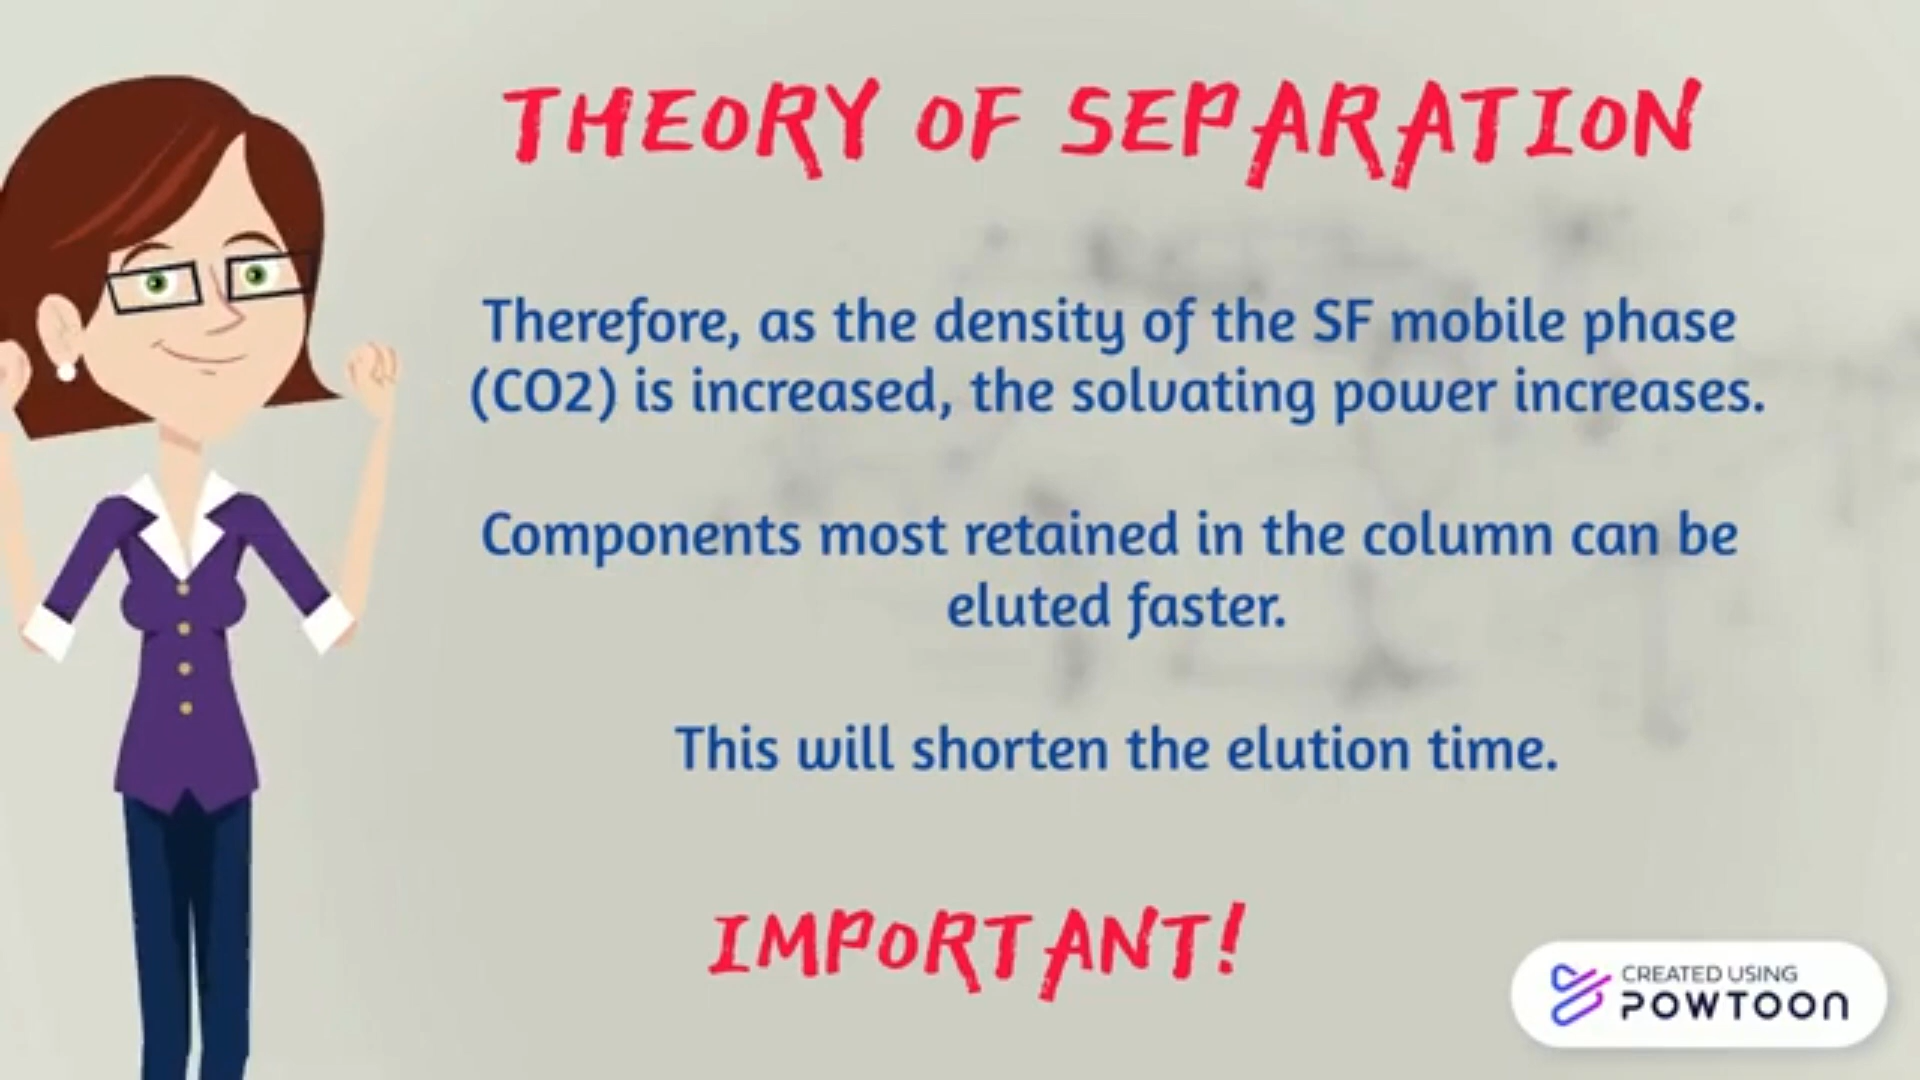 THEORY OF SEPARATION
Therefore, as the density of the SF mobile phase
(CO2) is increased, the solvating power increases.
Components most retained in the column can be
eluted faster.
This will shorten the elution time.
IMPORTANT!
CREATED USING
POWTOON